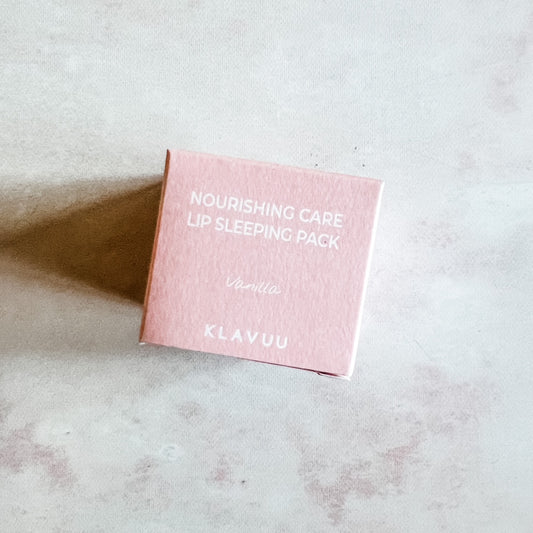 NOURISHING CARE
LIP SLEEPING PACK
Vanilla
KLAVUU